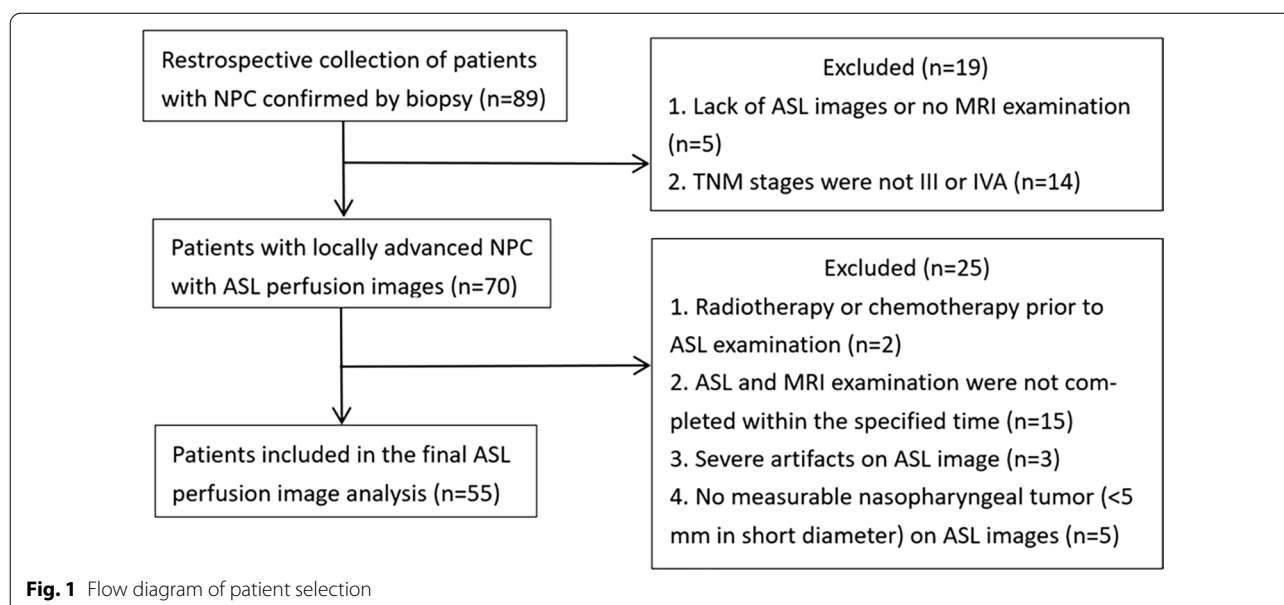 Restrospective collection of patients
with NPC confirmed by biopsy (n=89)
Excluded (n=19)
1. Lack of ASL images or no MRI examination
(n=5)
2. TNM stages were not III or IVA (n=14)
Patients with locally advanced NPC
with ASL perfusion images (n=70)
Excluded (n=25)
1. Radiotherapy or chemotherapy prior to
ASL examination (n=2)
2. ASL and MRI examination were not com-
pleted within the specified time (n=15)
3. Severe artifacts on ASL image (n=3)
4. No measurable nasopharyngeal tumor (<5
mm in short diameter) on ASL images (n=5)
Patients included in the final ASL
perfusion image analysis (n=55)
Fig. 1 Flow diagram of patient selection